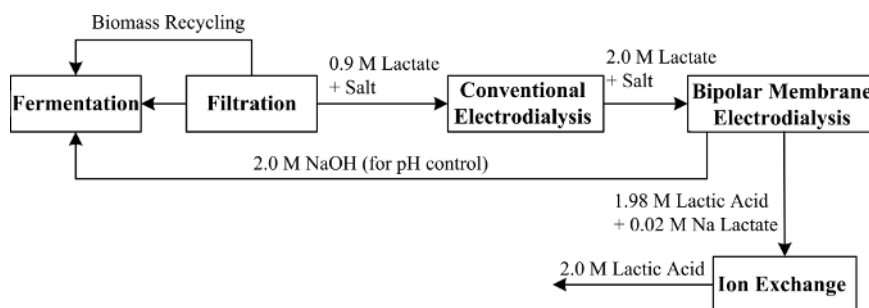 Biomass Recycling
Fermentation
Filtration
0.9 M Lactate
+ Salt
Conventional
Electrodialysis
2.0 M Lactate
+ Salt
Bipolar Membrane
Electrodialysis
2.0 M NaOH (for pH control)
1.98 M Lactic Acid
+ 0.02 M Na Lactate
2.0 M Lactic Acid
Ion Exchange